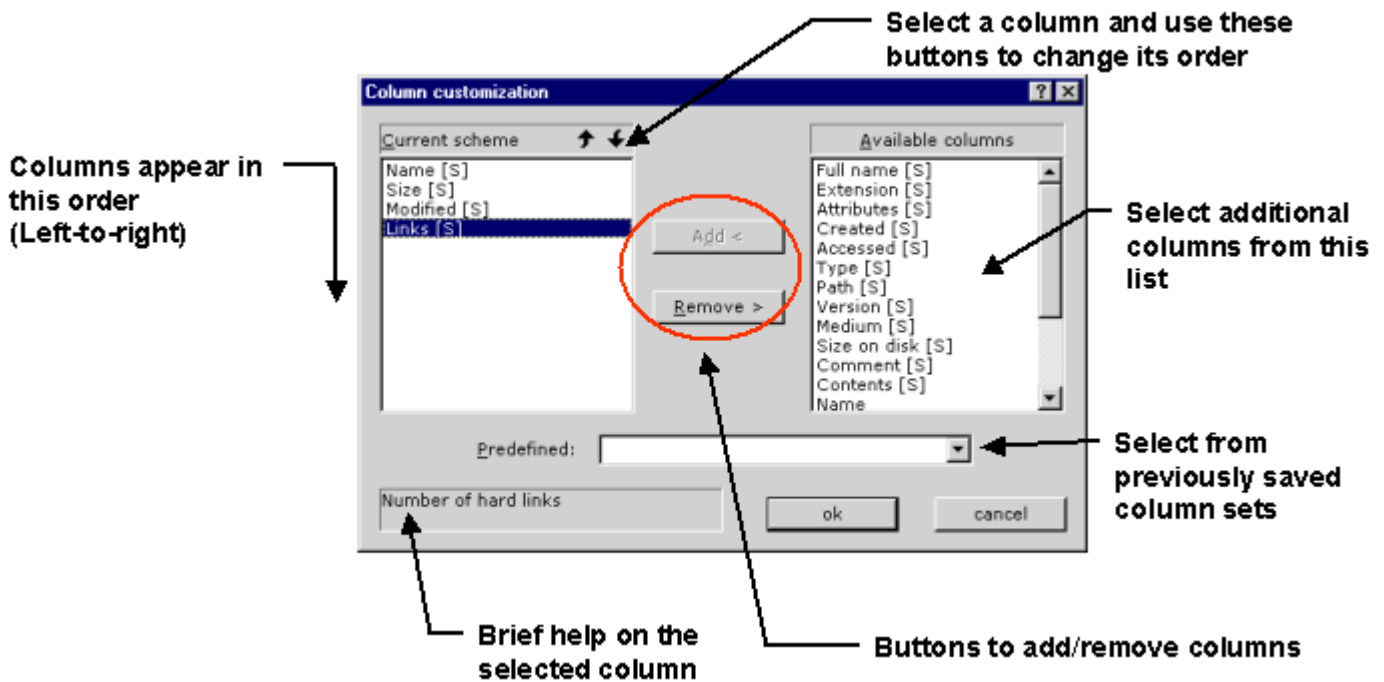 Select a column and use these
buttons to change its order
Column customization
Current scheme
Available columns
Columns appear in
this order
(Left-to-right)
Name [S]
Size [S]
Modified [S]
Links [S]
Add <
Remove >
Full name [S]
Extension [S]
Attributes [S]
Created [S]
Accessed [S]
Type [S]
Path [S]
Version [S]
Medium [S]
Size on disk [S]
Comment [S]
Contents [S]
Name
Select additional
columns from this
list
Predefined:
Select from
previously saved
column sets
Number of hard links
ok
cancel
Brief help on the
selected column
Buttons to add/remove columns